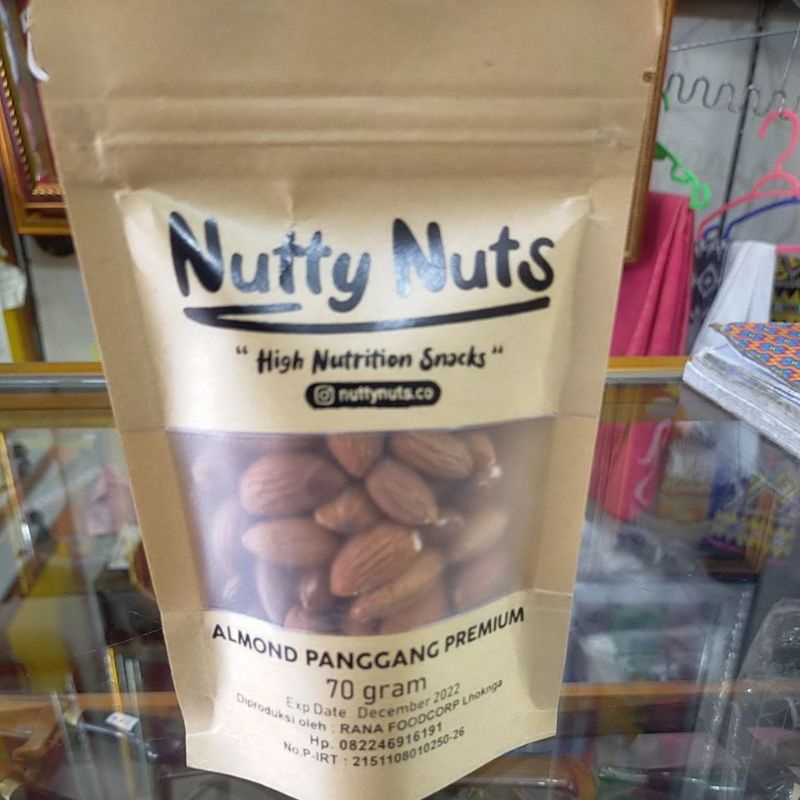 Nutty Nuts
" High Nutrition Snacks "
nuttynuts.co
ALMOND PANGGANG PREMIUM
70 gram
Exp Date December 2022
Diproduksi oleh : RANA FOODCORP Lhoknga
Hp. 082246916191
No.P-IRT : 2151108010250-26